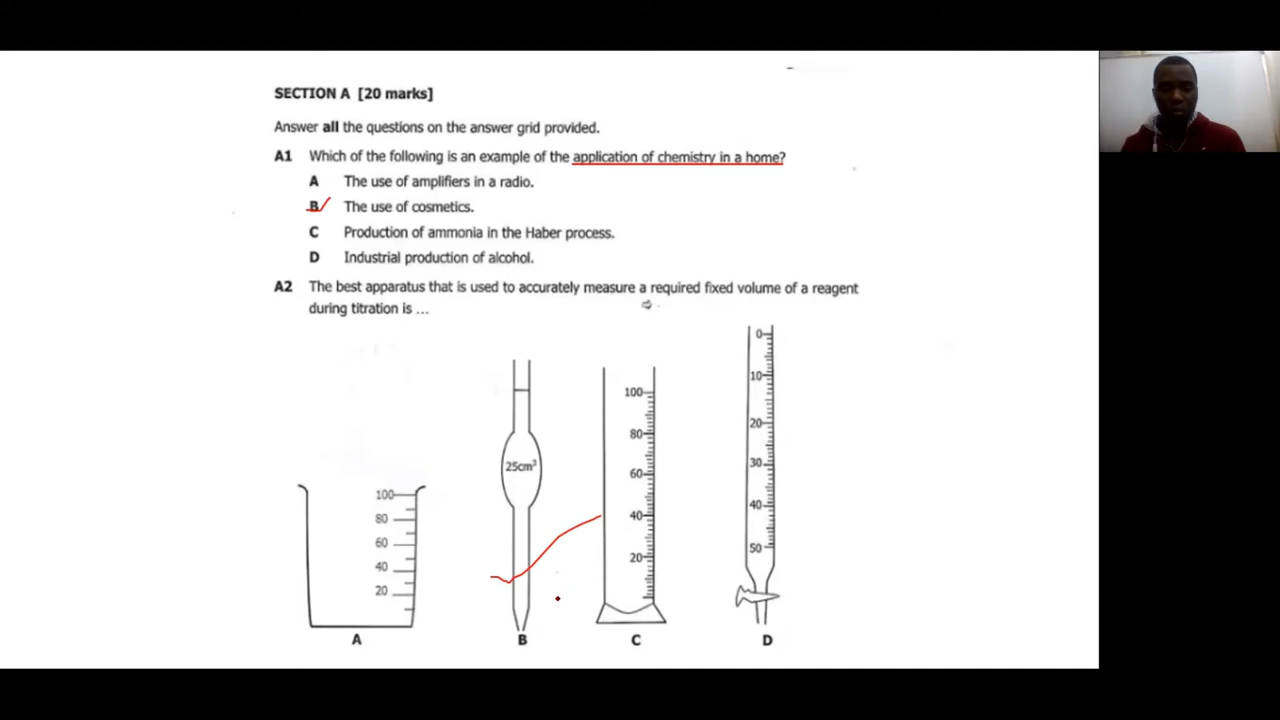 SECTION A [20 marks]
Answer all the questions on the answer grid provided.
A1 Which of the following is an example of the application of chemistry in a home?
A The use of amplifiers in a radio.
B The use of cosmetics.
C Production of ammonia in the Haber process.
D Industrial production of alcohol.
A2 The best apparatus that is used to accurately measure a required fixed volume of a reagent
during titration is ...
100
80
60
40
20
A
25cm³
B
100
80
60
40
20
C
0
10
20
30
40
50
D